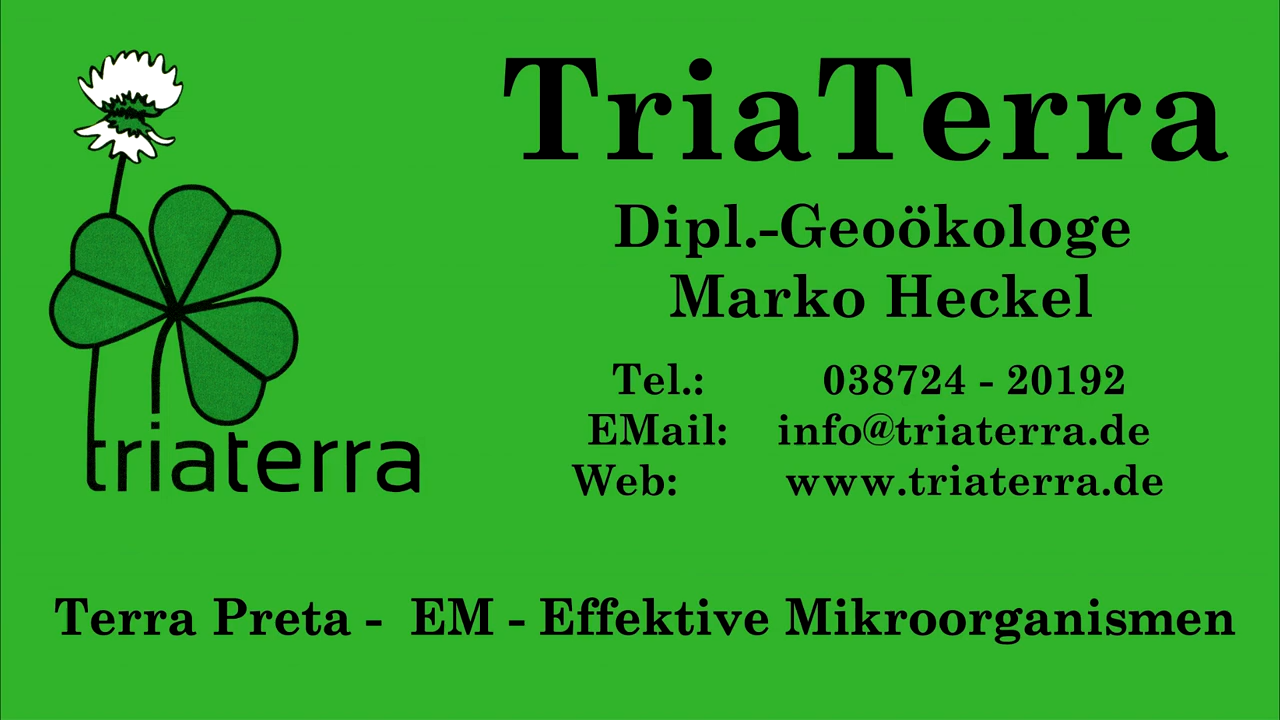 TriaTerra
Dipl.-Geoökologe
Marko Heckel
Tel.: 038724 - 20192
EMail: info@triaterra.de
Web: www.triaterra.de
triaterra
Terra Preta - EM - Effektive Mikroorganismen